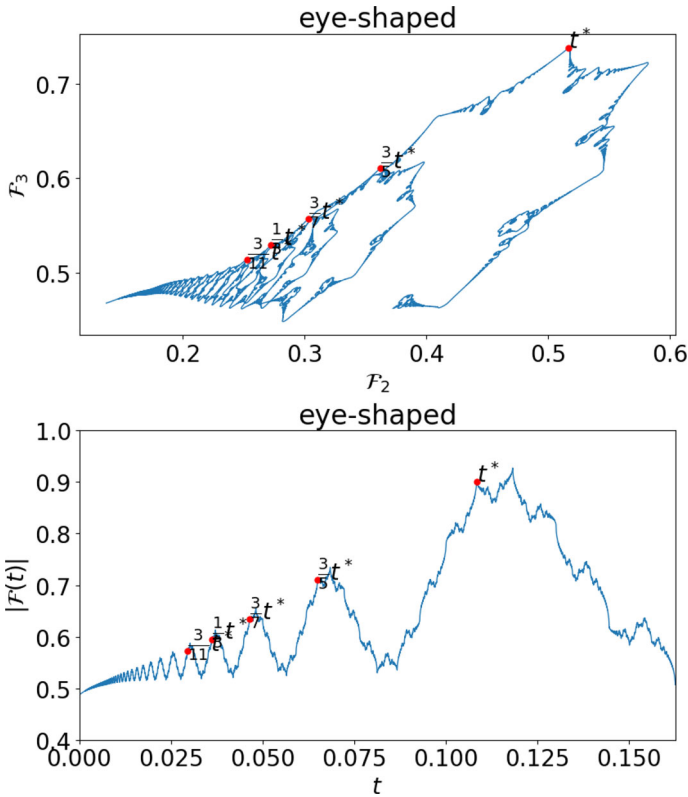 eye-shaped
0.7
0.6
0.5
t*
3/5 t*
3/7 t*
1/3 t*
3/11 t*
0.2 0.3 0.4 0.5 0.6
ℱ₃
ℱ₂
eye-shaped
1.0
0.9
0.8
0.7
0.6
0.5
0.4
t*
3/5 t*
3/7 t*
1/3 t*
3/11 t*
0.000 0.025 0.050 0.075 0.100 0.125 0.150
|ℱ(t)|
t